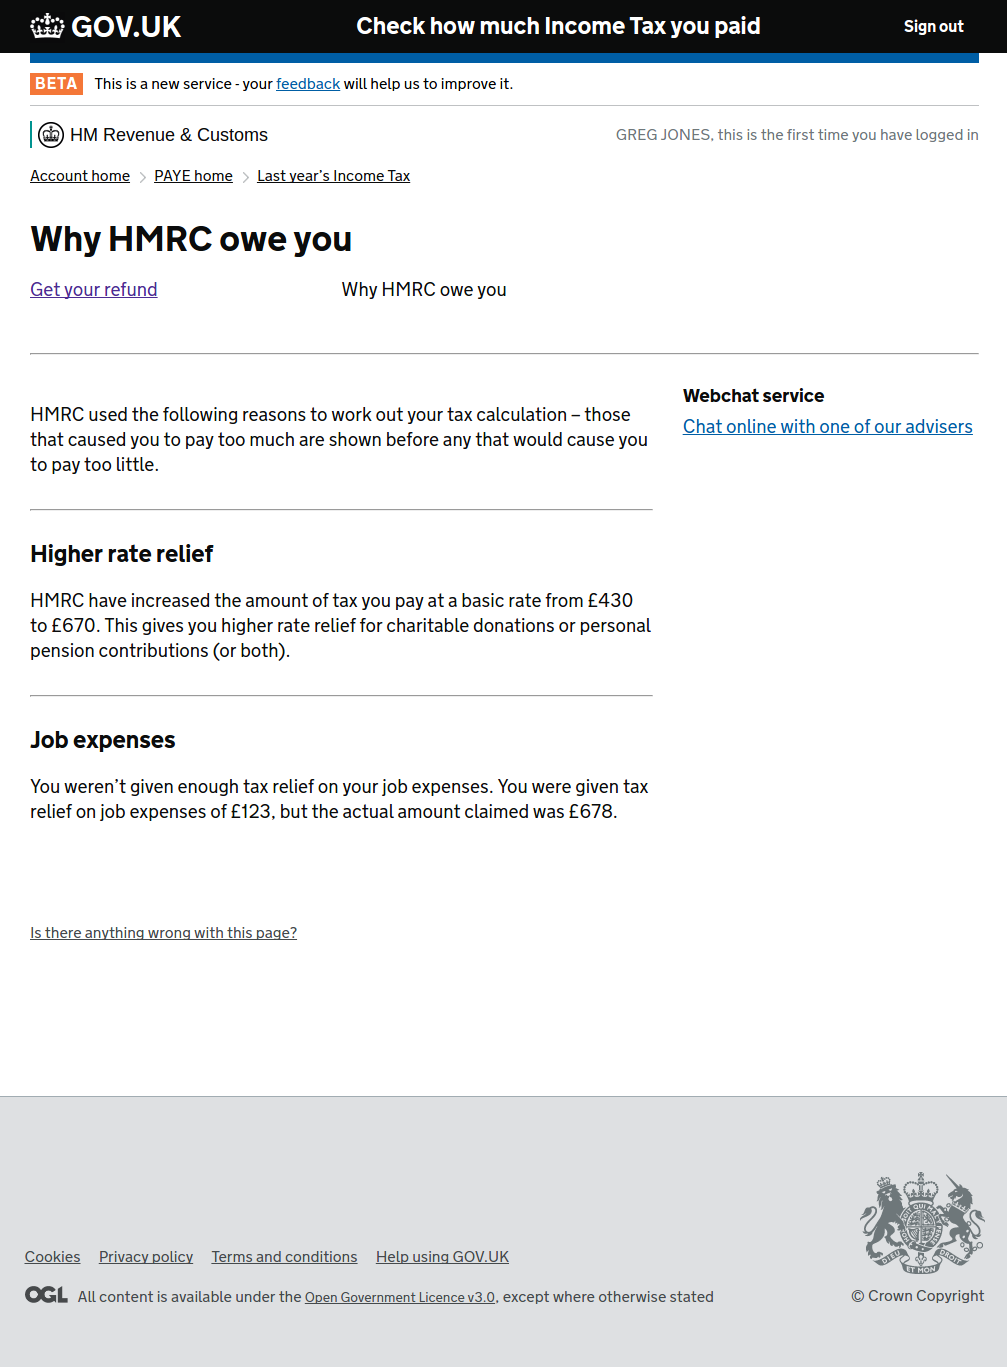 GOV.UK Check how much Income Tax you paid Sign out
BETA This is a new service - your feedback will help us to improve it.
HM Revenue & Customs GREG JONES, this is the first time you have logged in
Account home PAYE home Last year's Income Tax
Why HMRC owe you
Get your refund Why HMRC owe you
Webchat service
Chat online with one of our advisers
HMRC used the following reasons to work out your tax calculation – those
that caused you to pay too much are shown before any that would cause you
to pay too little.
Higher rate relief
HMRC have increased the amount of tax you pay at a basic rate from £430
to £670. This gives you higher rate relief for charitable donations or personal
pension contributions (or both).
Job expenses
You weren't given enough tax relief on your job expenses. You were given tax
relief on job expenses of £123, but the actual amount claimed was £678.
Is there anything wrong with this page?
Cookies Privacy policy Terms and conditions Help using GOV.UK
OGL All content is available under the Open Government Licence v3.0, except where otherwise stated
© Crown Copyright